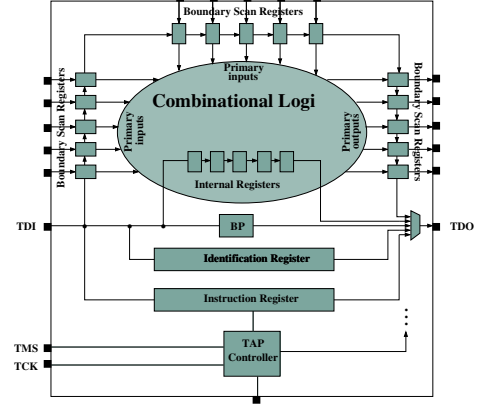 Boundary Scan Registers
Primary
inputs
Combinational Logi
Boundary Scan Registers
Primary
inputs
Primary
outputs
Boundary Scan Registers
Internal Registers
TDI
BP
TDO
Identification Register
Instruction Register
TMS
TCK
TAP
Controller